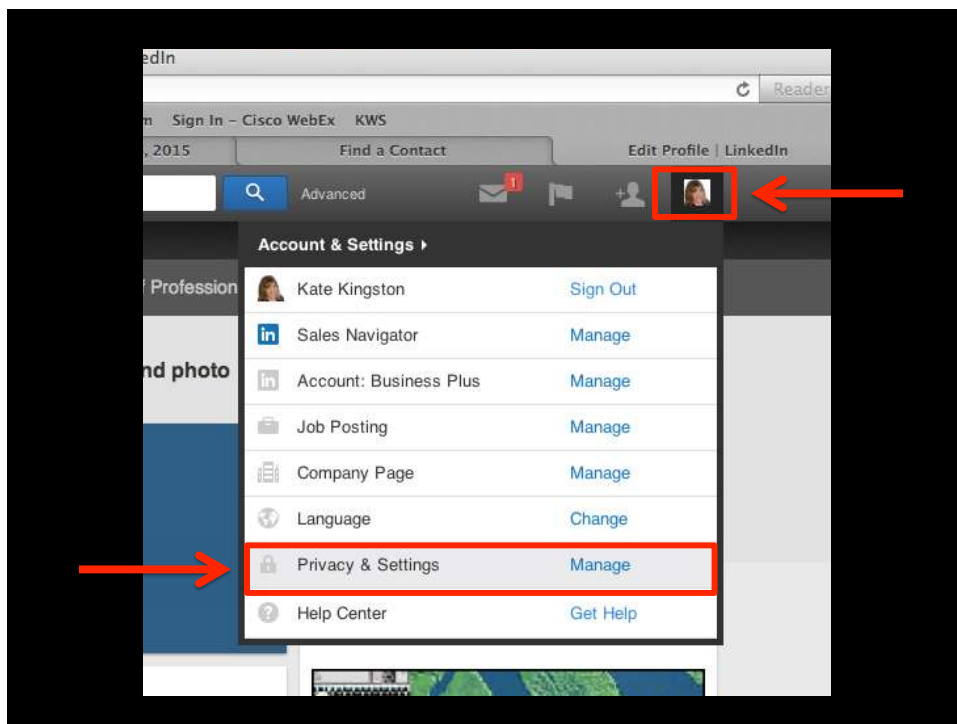 edIn
Reader
m Sign In – Cisco WebEx KWS
, 2015 Find a Contact Edit Profile | LinkedIn
Advanced 1
Account & Settings
Profession
Kate Kingston Sign Out
in Sales Navigator Manage
nd photo
in Account: Business Plus Manage
Job Posting Manage
Company Page Manage
Language Change
Privacy & Settings Manage
? Help Center Get Help